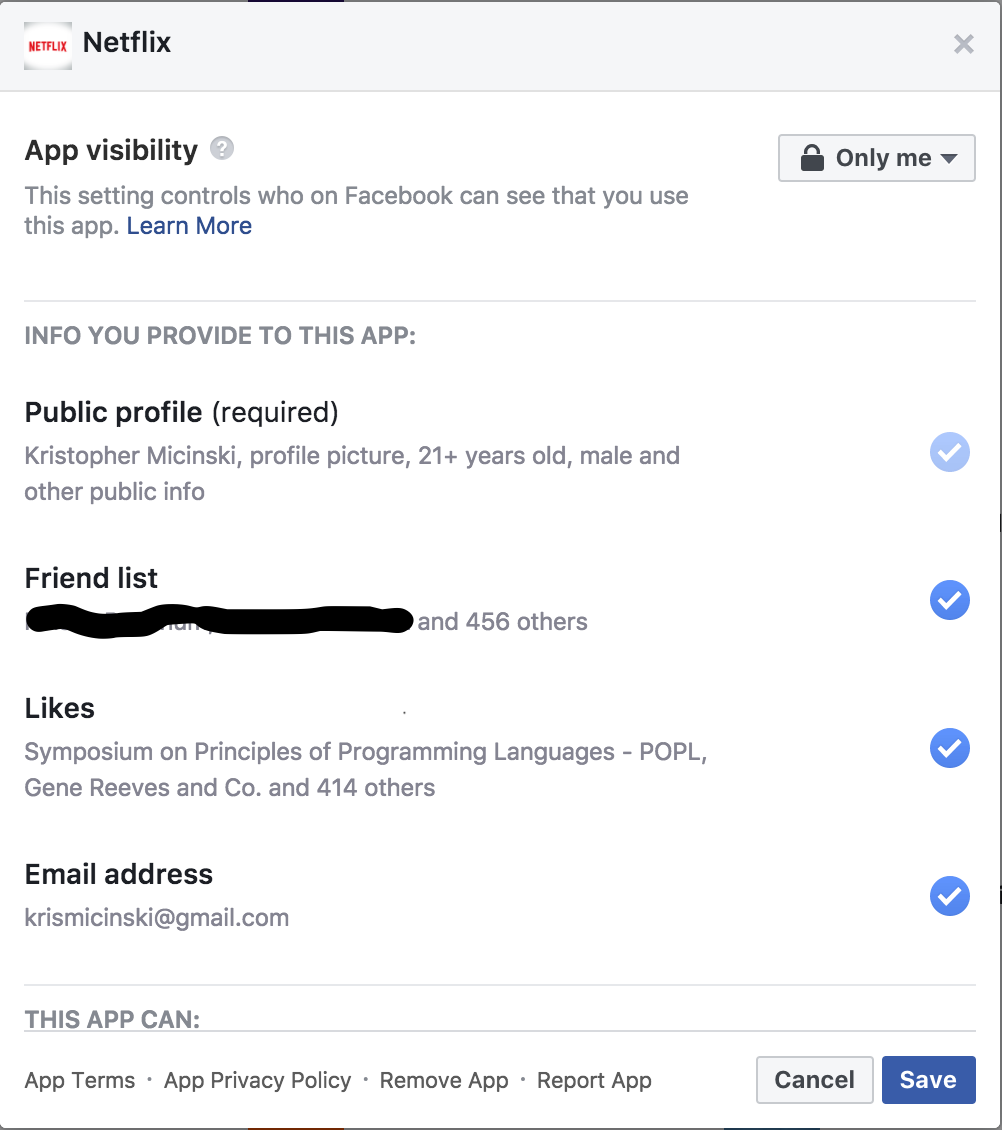 NETFLIX Netflix
App visibility ?
Only me
This setting controls who on Facebook can see that you use
this app. Learn More
INFO YOU PROVIDE TO THIS APP:
Public profile (required)
Kristopher Micinski, profile picture, 21+ years old, male and
other public info
Friend list
and 456 others
Likes
Symposium on Principles of Programming Languages - POPL,
Gene Reeves and Co. and 414 others
Email address
krismicinski@gmail.com
THIS APP CAN:
App Terms · App Privacy Policy · Remove App · Report App
Cancel Save